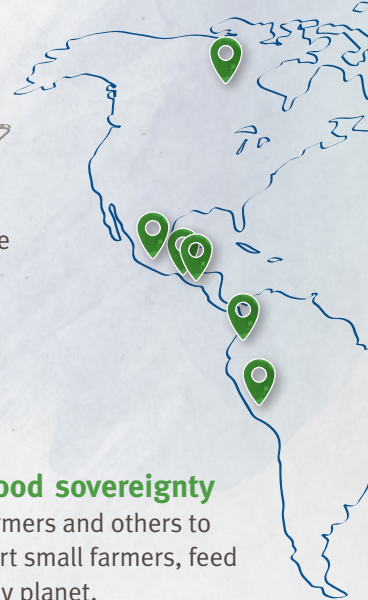 e
ood sovereignty
rmers and others to
rt small farmers, feed
y planet.